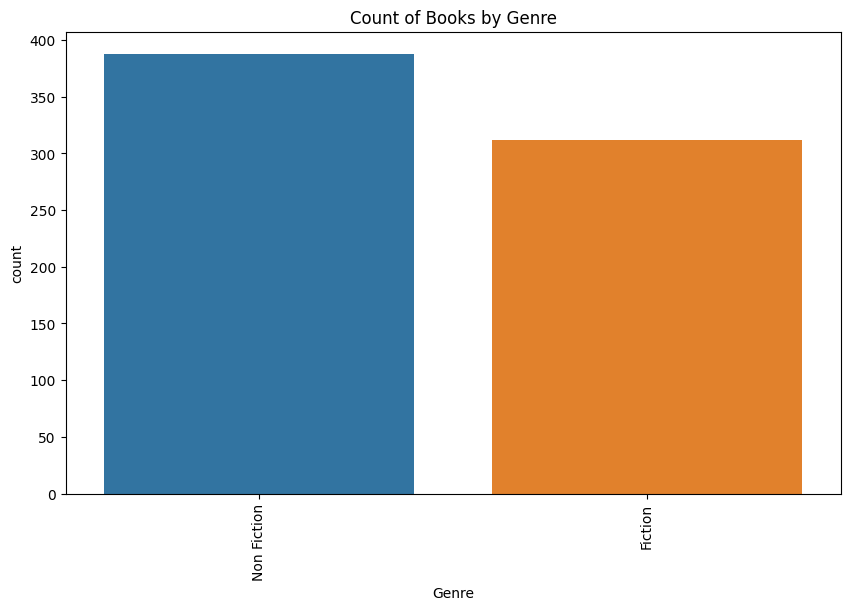 Count of Books by Genre
count
400
350
300
250
200
150
100
50
0
Non Fiction
Fiction
Genre